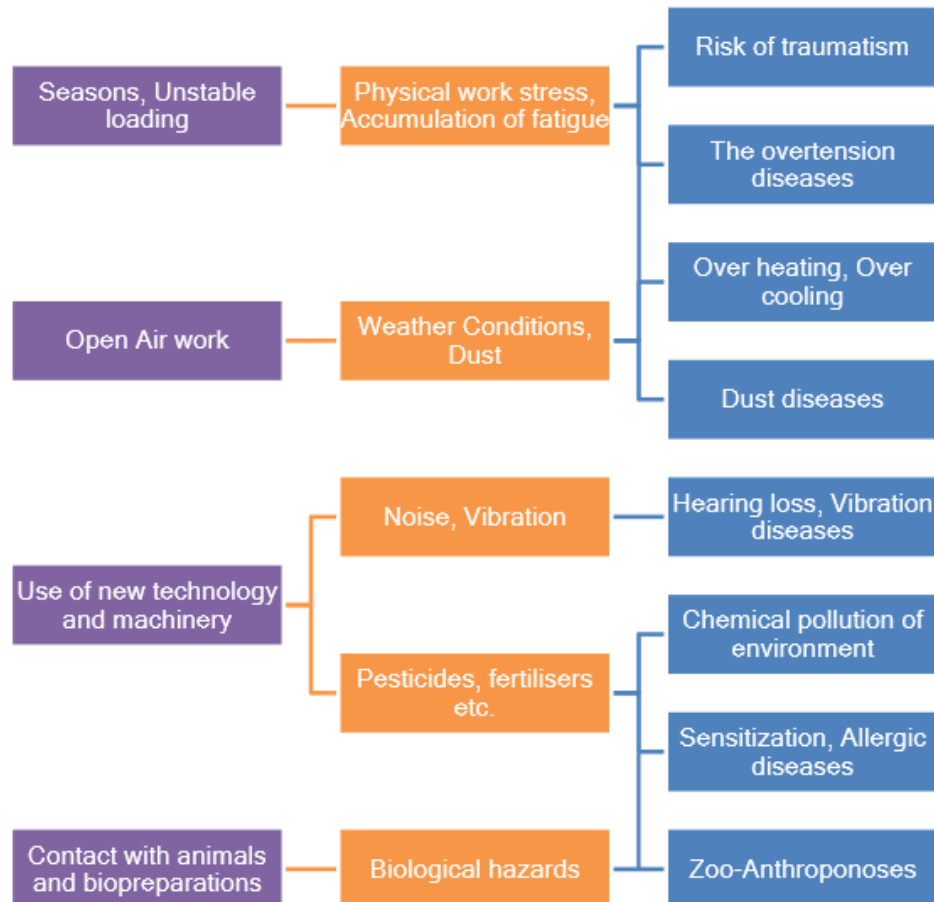 Risk of traumatism
Seasons, Unstable
loading
Physical work stress,
Accumulation of fatigue
The overtension
diseases
Over heating, Over
cooling
Open Air work
Weather Conditions,
Dust
Dust diseases
Noise, Vibration
Hearing loss, Vibration
diseases
Use of new technology
and machinery
Chemical pollution of
environment
Pesticides, fertilisers
etc.
Sensitization, Allergic
diseases
Contact with animals
and biopreparations
Biological hazards
Zoo-Anthroponoses